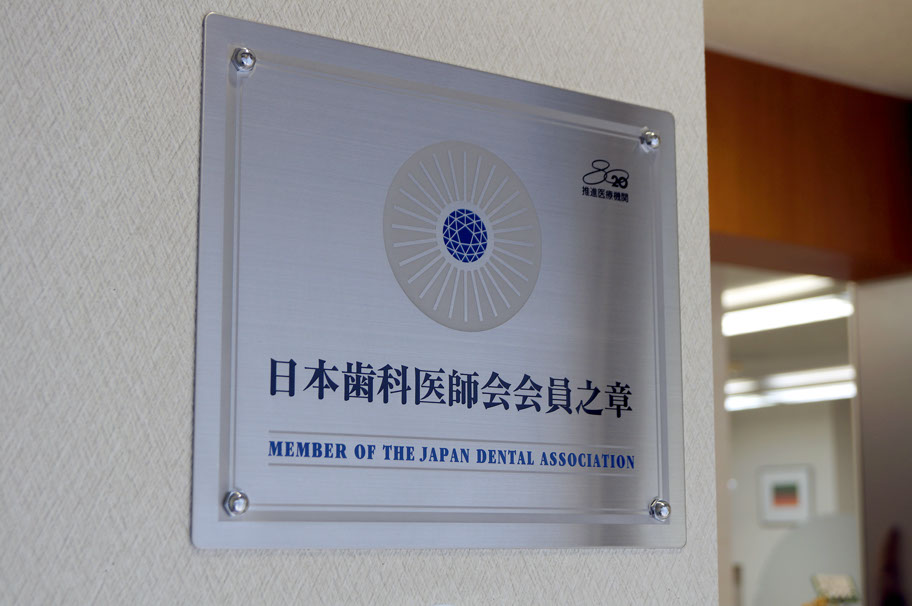 8020
推進医療機関
日本歯科医師会会員之章
MEMBER OF THE JAPAN DENTAL ASSOCIATION